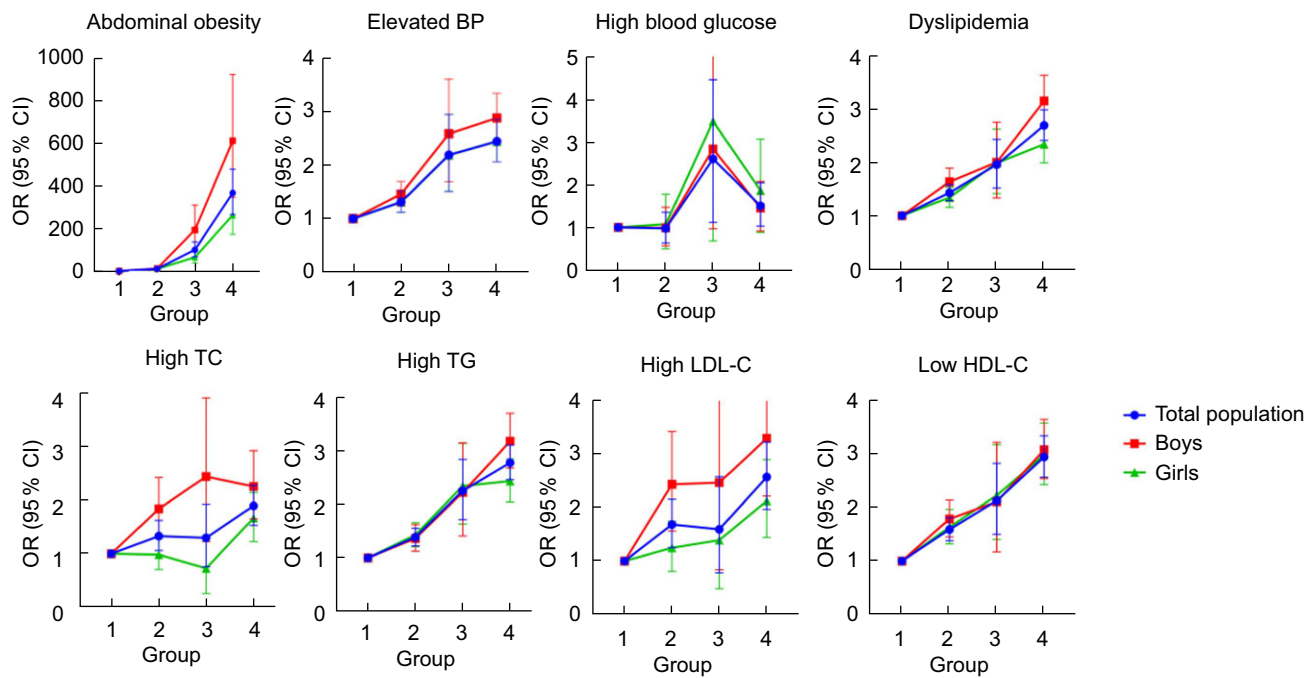 Abdominal obesity
OR (95% CI)
1000
800
600
400
200
0
1 2 3 4
Group
Elevated BP
OR (95% CI)
4
3
2
1
0
1 2 3 4
Group
High blood glucose
OR (95% CI)
5
4
3
2
1
0
1 2 3 4
Group
Dyslipidemia
OR (95% CI)
4
3
2
1
0
1 2 3 4
Group
High TC
OR (95% CI)
4
3
2
1
0
1 2 3 4
Group
High TG
OR (95% CI)
4
3
2
1
0
1 2 3 4
Group
High LDL-C
OR (95% CI)
4
3
2
1
0
1 2 3 4
Group
Low HDL-C
OR (95% CI)
4
3
2
1
0
1 2 3 4
Group
Total population
Boys
Girls